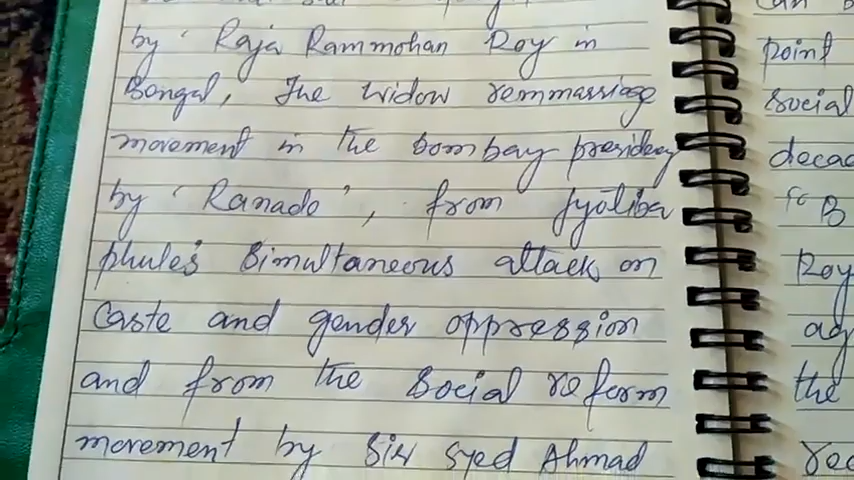 by ' Raja Rammohan Roy in
Bengal, The widow remmarriage
movement in the bombay presidency
by ' Ranado ', from Jyotiba
phule's Simultaneous attack on
Caste and gender oppression
and from the Social reform
movement by Sir Syed Ahmad
point
Social
Roy
the